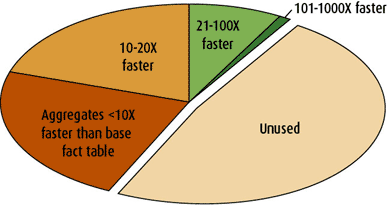 101-1000X faster
21-100X
faster
10-20X
faster
Aggregates <10X
faster than base
fact table
Unused